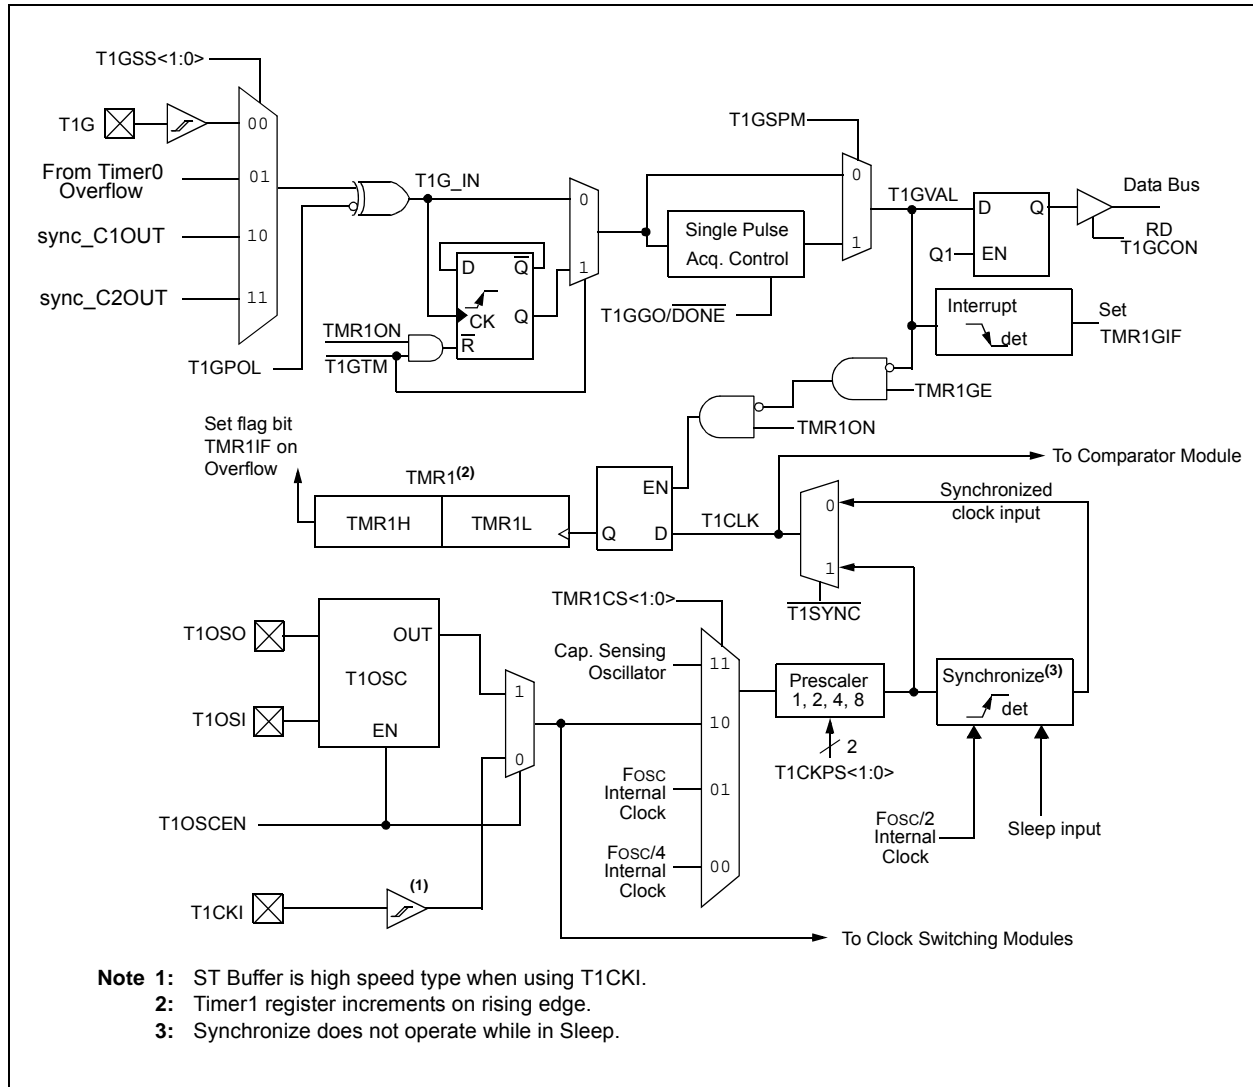 T1GSS<1:0>
T1G
00
From Timer0
Overflow
01
sync_C1OUT
10
sync_C2OUT
11
T1GPOL
T1G_IN
0
1
D
Q
CK
Q
R
TMR1ON
T1GTM
T1GSPM
0
1
Single Pulse
Acq. Control
T1GGO/DONE
T1GVAL
D
Q
Q1
EN
Data Bus
RD
T1GCON
Interrupt
det
Set
TMR1GIF
TMR1GE
TMR1ON
Set flag bit
TMR1IF on
Overflow
TMR1(2)
TMR1H
TMR1L
EN
Q
D
T1CLK
To Comparator Module
0
1
Synchronized
clock input
T1SYNC
TMR1CS<1:0>
T1OSO
T1OSI
OUT
T1OSC
EN
1
0
T1OSCEN
T1CKI
(1)
Cap. Sensing
Oscillator
11
10
FOSC
Internal
Clock
01
FOSC/4
Internal
Clock
00
Prescaler
1, 2, 4, 8
2
T1CKPS<1:0>
Synchronize(3)
det
FOSC/2
Internal
Clock
Sleep input
To Clock Switching Modules
Note 1: ST Buffer is high speed type when using T1CKI.
2: Timer1 register increments on rising edge.
3: Synchronize does not operate while in Sleep.